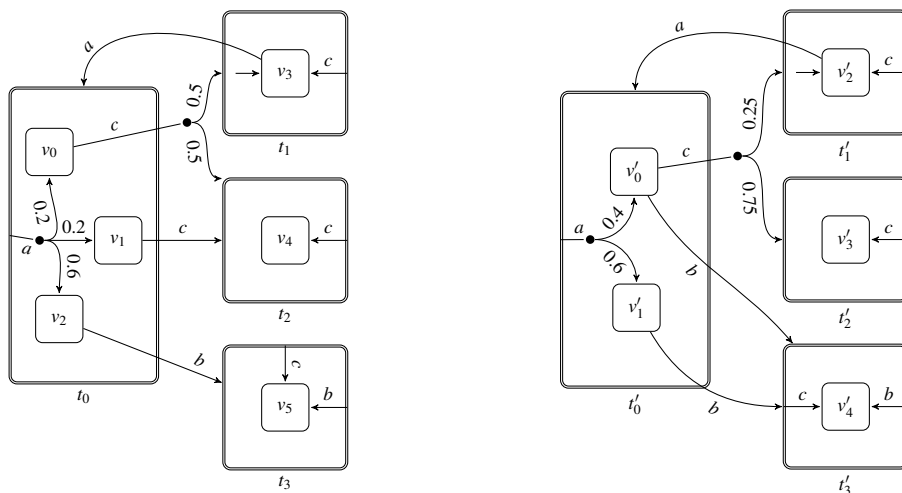 a
v₃
c
t₁
v₀
c
0.5
0.5
0.2
a
0.2
v₁
c
v₄
c
t₂
0.6
v₂
b
t₀
c
v₅
b
t₃
a
v′₂
c
t′₁
v′₀
c
0.25
0.75
a
0.4
0.6
v′₃
c
t′₂
b
v′₁
b
t′₀
c
v′₄
b
t′₃